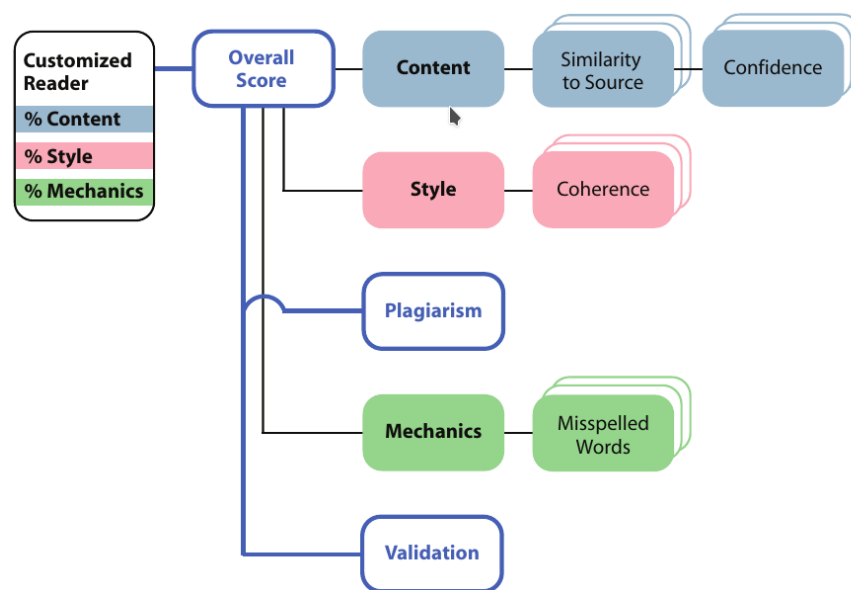 Customized
Reader
% Content
% Style
% Mechanics
Overall
Score
Content
Similarity
to Source
Confidence
Style
Coherence
Plagiarism
Mechanics
Misspelled
Words
Validation